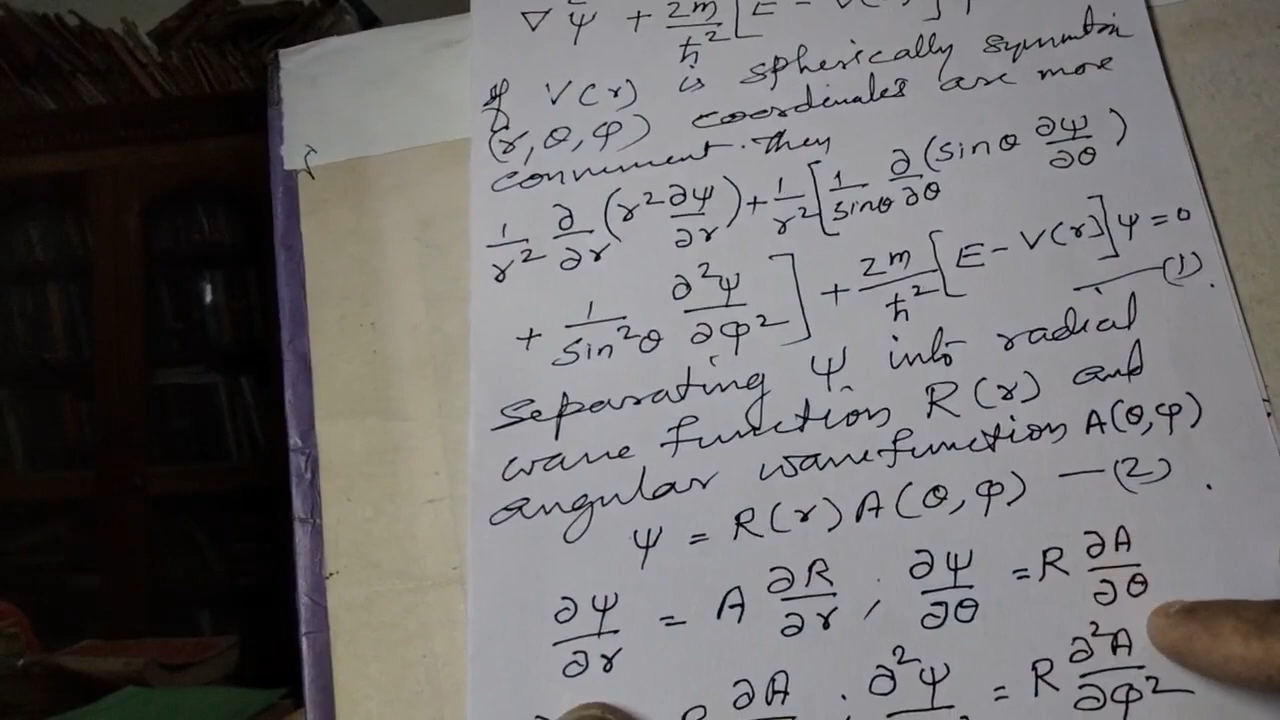 ∇²ψ + 2m/ħ² [E - V(r)]
If V(r) is spherically symmetric
(r, θ, φ) coordinates are more
convenient. They
1/r² ∂/∂r (r² ∂ψ/∂r) + 1/r² [1/sinθ ∂/∂θ (sinθ ∂ψ/∂θ)
+ 1/sin²θ ∂²ψ/∂φ²] + 2m/ħ² [E - V(r)] ψ = 0 —(1).
separating ψ into radial
wave function R(r) and
angular wavefunction A(θ,φ)
ψ = R(r) A(θ, φ) —(2).
∂ψ/∂r = A ∂R/∂r , ∂ψ/∂θ = R ∂A/∂θ
∂A ; ∂²ψ = R ∂²A/∂φ²